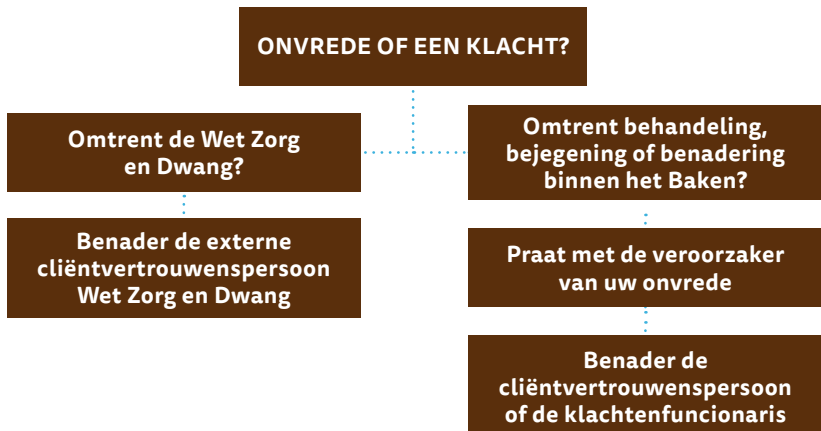 ONVREDE OF EEN KLACHT?
Omtrent de Wet Zorg
en Dwang?
Benader de externe
cliëntvertrouwenspersoon
Wet Zorg en Dwang
Omtrent behandeling,
bejegening of benadering
binnen het Baken?
Praat met de veroorzaker
van uw onvrede
Benader de
cliëntvertrouwenspersoon
of de klachtenfuncionaris